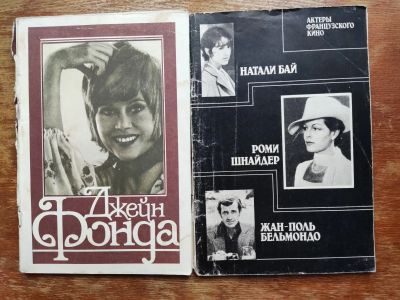 Джейн
Фонда
АКТЕРЫ
ФРАНЦУЗСКОГО
КИНО
НАТАЛИ БАЙ
РОМИ
ШНАЙДЕР
ЖАН-ПОЛЬ
БЕЛЬМОНДО